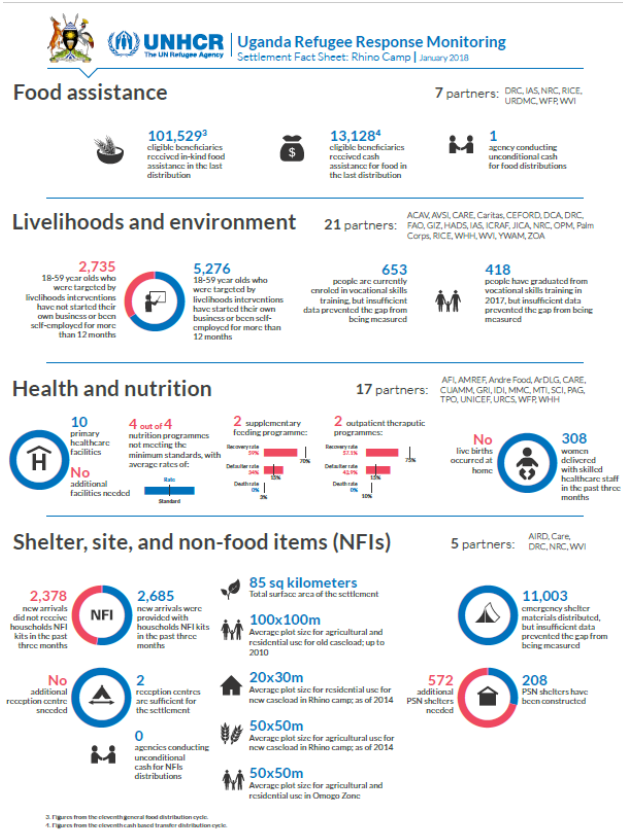 UNHCR
The UN Refugee Agency
Uganda Refugee Response Monitoring
Settlement Fact Sheet: Rhino Camp | January 2018
Food assistance
7 partners:
DRC, IAS, NRC, RICE,
URDMC, WFP, WVI
101,529³
eligible beneficiaries
received in-kind food
assistance in the last
distribution
13,128⁴
eligible beneficiaries
received cash
assistance for food in
the last distribution
1
agency conducting
unconditional cash
for food distributions
Livelihoods and environment
21 partners:
ACAV, AVSI, CARE, Caritas, CEFORD, DCA, DRC,
FAO, GIZ, HADS, IAS, ICRAF, JICA, NRC, OPM, Palm
Corps, RICE, WHH, WVI, YWAM, ZOA
2,735
18-59 year olds who
were targeted by
livelihoods interventions
have not started their
own business or been
self-employed for more
than 12 months
5,276
18-59 year olds who
were targeted by
livelihoods interventions
have started their own
business or been self-
employed for more than
12 months
653
people are currently
enroled in vocational skills
training, but insufficient
data prevented the gap from
being measured
418
people have graduated from
vocational skills training in
2017, but insufficient data
prevented the gap from being
measured
Health and nutrition
17 partners:
AFI, AMREF, Andre Food, ArDLG, CARE,
CUAMM, GRI, IDI, MMC, MTI, SCI, PAG,
TPO, UNICEF, URCS, WFP, WHH
H
10
primary
healthcare
facilities
No
additional
facilities needed
4 out of 4
nutrition programmes
not meeting the
minimum standards, with
average rates of:
Rate
Standard
2 supplementary
feeding programme:
Recovery rate
59%
70%
Defaulter rate
34%
15%
Death rate
0%
3%
2 outpatient theraputic
programmes:
Recovery rate
57.1%
75%
Defaulter rate
42.9%
15%
Death rate
0%
10%
No
live births
occurred at
home
308
women
delivered
with skilled
healthcare staff
in the past three
months
Shelter, site, and non-food items (NFIs)
5 partners:
AIRD, Care,
DRC, NRC, WVI
2,378
new arrivals
did not receive
households NFI
kits in the past
three months
NFI
2,685
new arrivals were
provided with
households NFI kits
in the past three
months
No
additional
reception centre
sneeded
2
reception centres
are sufficient for
the settlement
0
agencies conducting
unconditional
cash for NFIs
distributions
85 sq kilometers
Total surface area of the settlement
100x100m
Average plot size for agricultural and
residential use for old caseload; up to
2010
20x30m
Average plot size for residential use for
new caseload in Rhino camp; as of 2014
50x50m
Average plot size for agricultural use for
new caseload in Rhino camp; as of 2014
50x50m
Average plot size for agricultural and
residential use in Omogo Zone
11,003
emergency shelter
materials distributed,
but insufficient data
prevented the gap from
being measured
572
additional
PSN shelters
needed
208
PSN shelters have
been constructed
3. Figures from the eleventh general food distribution cycle.
4. Figures from the eleventh cash based transfer distribution cycle.